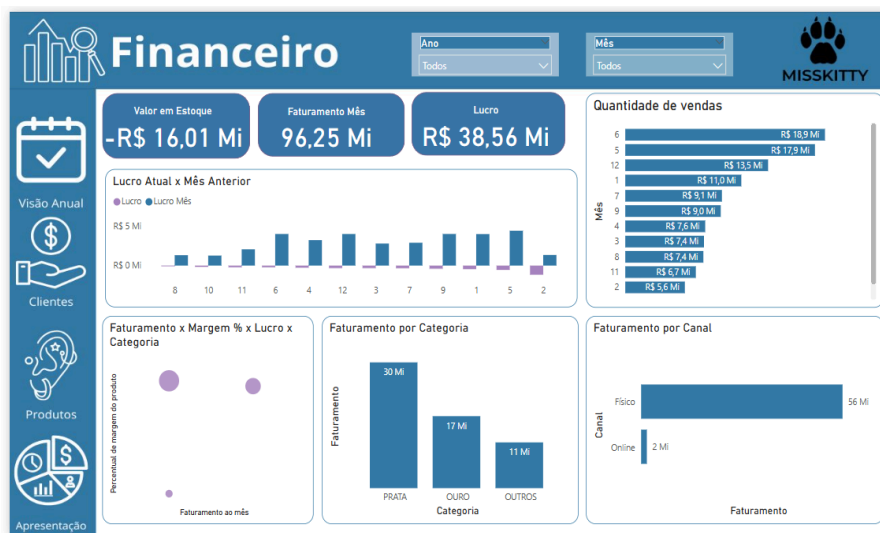 Financeiro
Ano
Todos
Mês
Todos
MISSKITTY
Visão Anual
Clientes
Produtos
Apresentação
Valor em Estoque
-R$ 16,01 Mi
Faturamento Mês
96,25 Mi
Lucro
R$ 38,56 Mi
Quantidade de vendas
Mês
6 R$ 18,9 Mi
5 R$ 17,9 Mi
12 R$ 13,5 Mi
1 R$ 11,0 Mi
7 R$ 9,1 Mi
9 R$ 9,0 Mi
4 R$ 7,6 Mi
3 R$ 7,4 Mi
8 R$ 7,4 Mi
11 R$ 6,7 Mi
2 R$ 5,6 Mi
Lucro Atual x Mês Anterior
Lucro Lucro Mês
R$ 5 Mi
R$ 0 Mi
8 10 11 6 4 12 3 7 9 1 5 2
Faturamento x Margem % x Lucro x
Categoria
Percentual de margem do produto
Faturamento ao mês
Faturamento por Categoria
Faturamento
30 Mi
17 Mi
11 Mi
PRATA OURO OUTROS
Categoria
Faturamento por Canal
Canal
Físico 56 Mi
Online 2 Mi
Faturamento